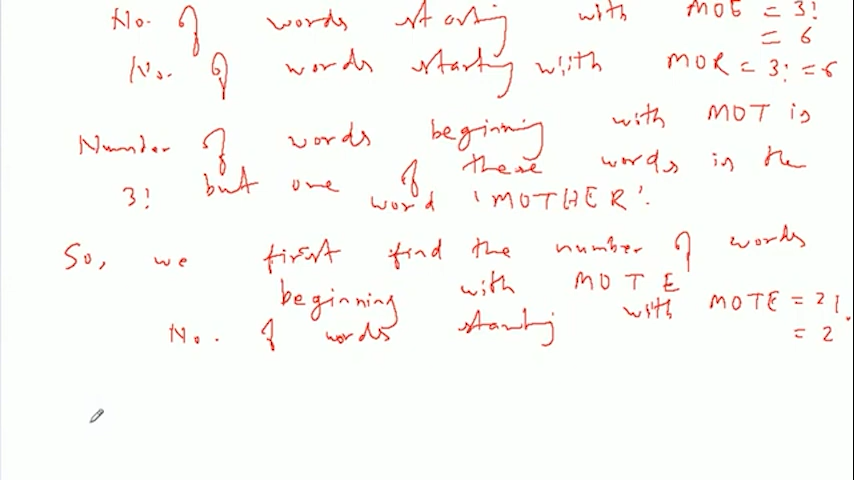 No. of words starting with MOE = 3!
= 6
No. of words starting with MOR = 3! = 6
Number of words beginning with MOT is
3! but one of these words is the
word 'MOTHER'.
So, we first find the number of words
beginning with MOTE
No. of words starting with MOTE = 2!.
= 2